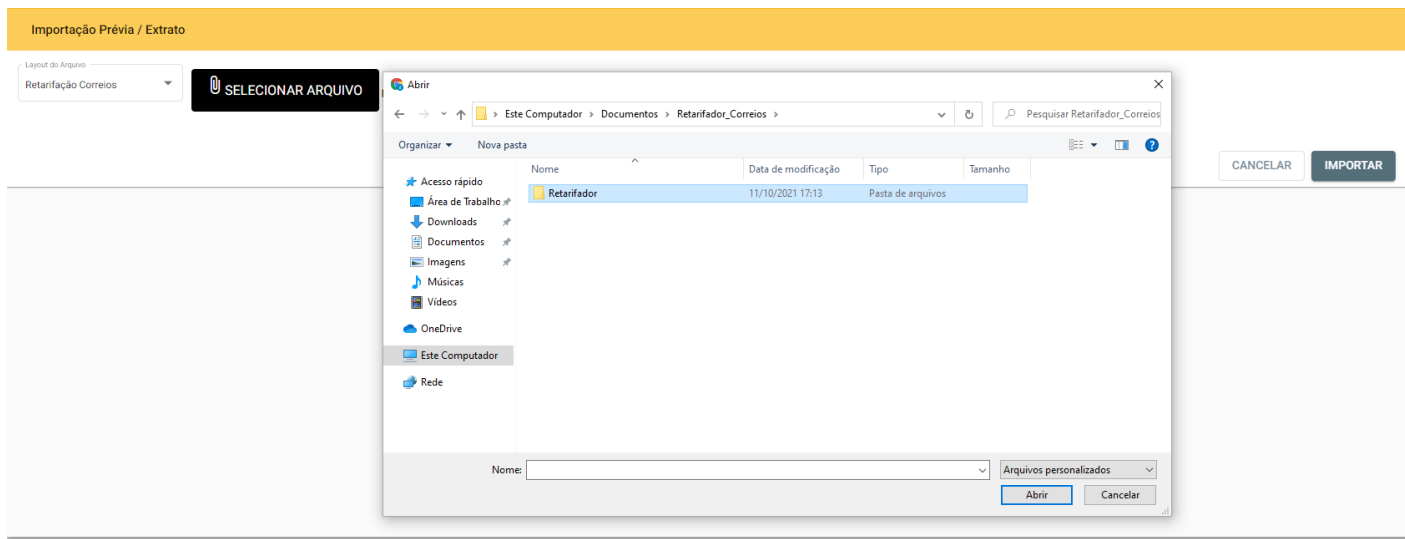 Importação Prévia / Extrato
Layout do Arquivo
Retarifação Correios
SELECIONAR ARQUIVO
Abrir
Este Computador > Documentos > Retarifador_Correios >
Pesquisar Retarifador_Correios
Organizar
Nova pasta
Nome
Data de modificação
Tipo
Tamanho
Retarifador
11/10/2021 17:13
Pasta de arquivos
Acesso rápido
Área de Trabalho
Downloads
Documentos
Imagens
Músicas
Vídeos
OneDrive
Este Computador
Rede
CANCELAR
IMPORTAR
Nome:
Arquivos personalizados
Abrir
Cancelar